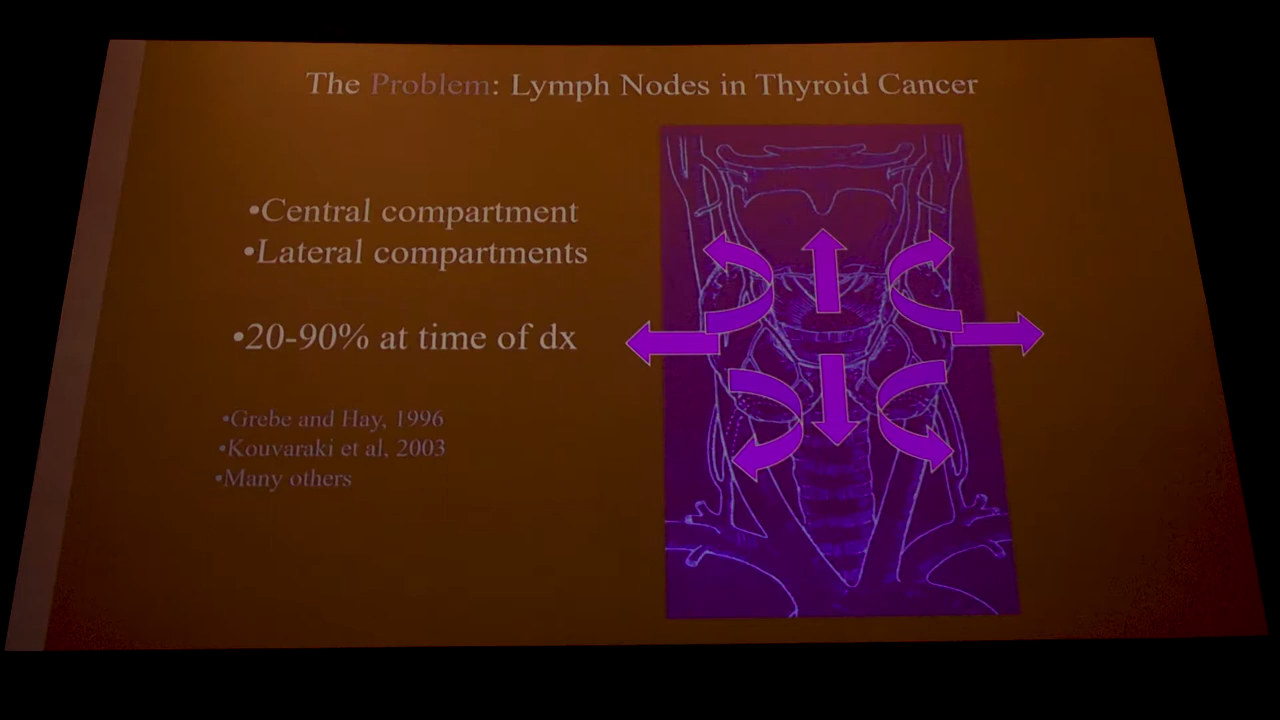 The Problem: Lymph Nodes in Thyroid Cancer
•Central compartment
•Lateral compartments
•20-90% at time of dx
•Grebe and Hay, 1996
•Kouvaraki et al, 2003
•Many others